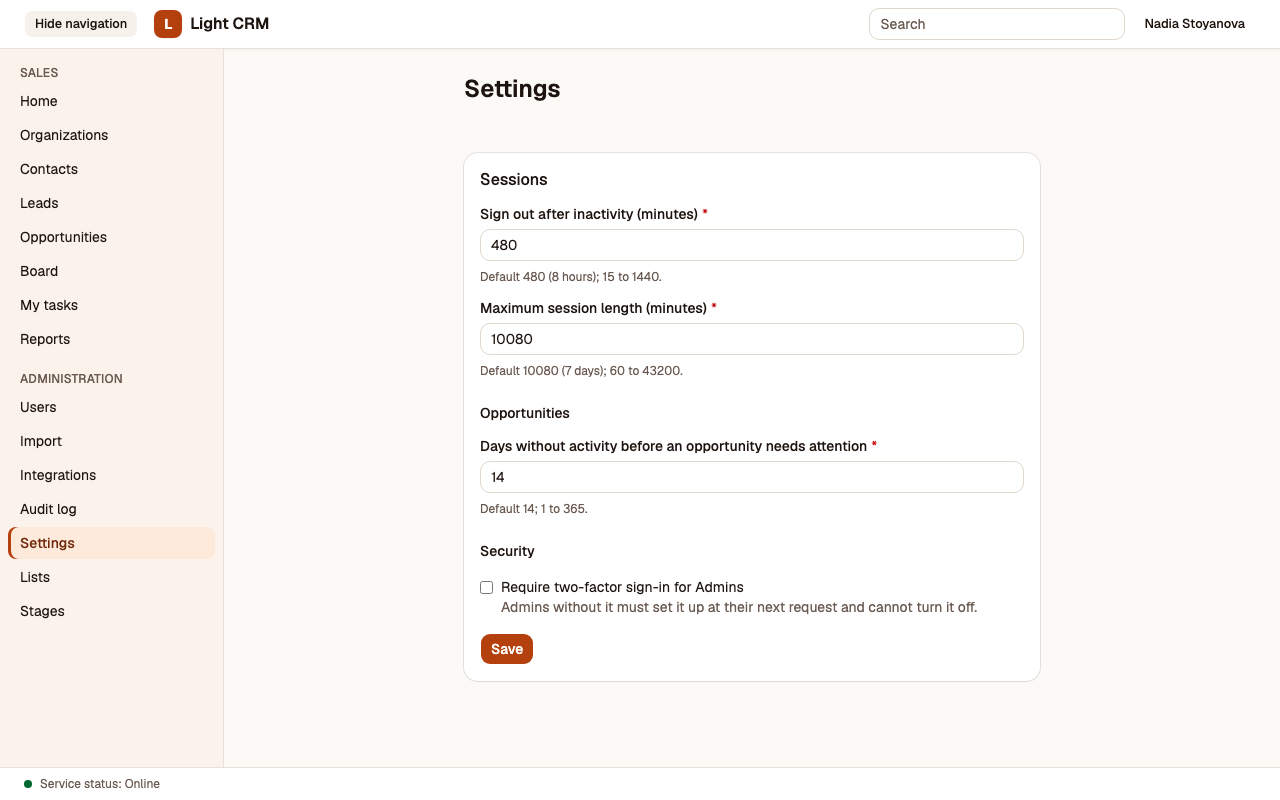 Hide navigation
L
Light CRM
Search
Nadia Stoyanova
SALES
Home
Organizations
Contacts
Leads
Opportunities
Board
My tasks
Reports
ADMINISTRATION
Users
Import
Integrations
Audit log
Settings
Lists
Stages
Settings
Sessions
Sign out after inactivity (minutes) *
480
Default 480 (8 hours); 15 to 1440.
Maximum session length (minutes) *
10080
Default 10080 (7 days); 60 to 43200.
Opportunities
Days without activity before an opportunity needs attention *
14
Default 14; 1 to 365.
Security
Require two-factor sign-in for Admins
Admins without it must set it up at their next request and cannot turn it off.
Save
Service status: Online